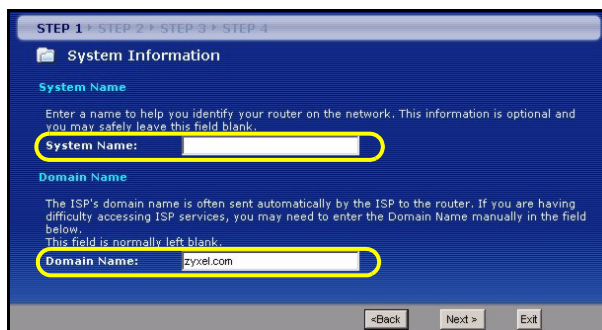 STEP 1 STEP 2 STEP 3 STEP 4
System Information
System Name
Enter a name to help you identify your router on the network. This information is optional and
you may safely leave this field blank.
System Name:
Domain Name
The ISP's domain name is often sent automatically by the ISP to the router. If you are having
difficulty accessing ISP services, you may need to enter the Domain Name manually in the field
below.
This field is normally left blank.
Domain Name: zyxel.com
<Back Next > Exit